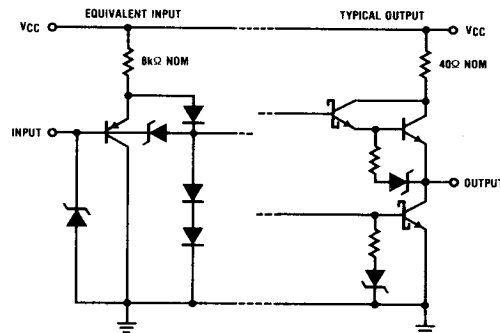 EQUIVALENT INPUT
TYPICAL OUTPUT
VCC
VCC
8kΩ NOM
40Ω NOM
INPUT
OUTPUT